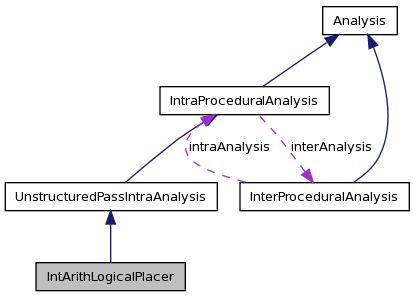 Analysis
IntraProceduralAnalysis
intraAnalysis
interAnalysis
UnstructuredPassIntraAnalysis
InterProceduralAnalysis
IntArithLogicalPlacer